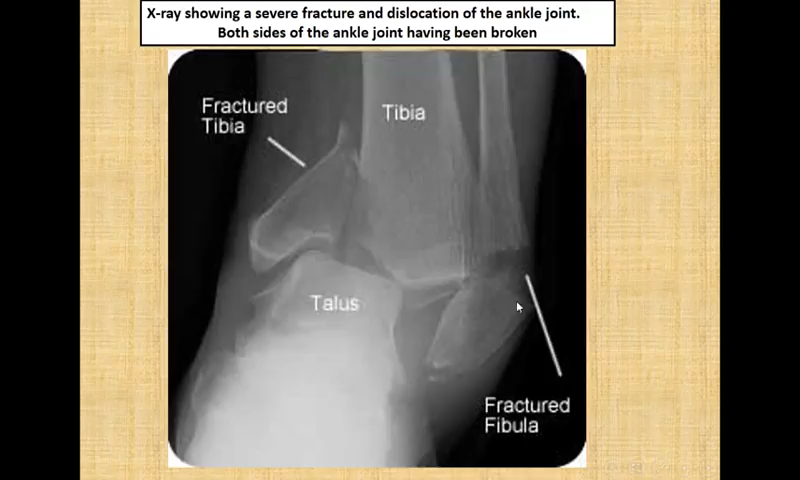 X-ray showing a severe fracture and dislocation of the ankle joint.
Both sides of the ankle joint having been broken
Fractured
Tibia
Tibia
Talus
Fractured
Fibula